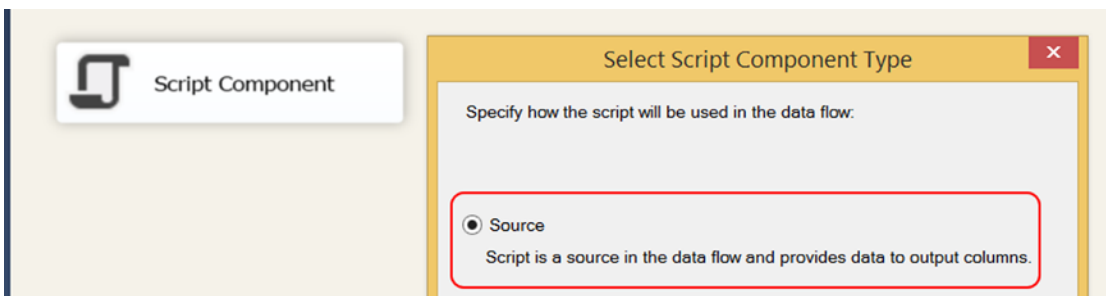 Script Component
Select Script Component Type
Specify how the script will be used in the data flow:
Source
Script is a source in the data flow and provides data to output columns.